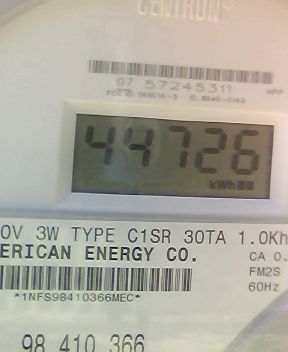 CENTRON®
07 57245311
44726
kWh
0V 3W TYPE C1SR 30TA 1.0Kh
ERICAN ENERGY CO. CA 0.
FM2S
*1NFS98410366MEC* 60Hz
98 410 366